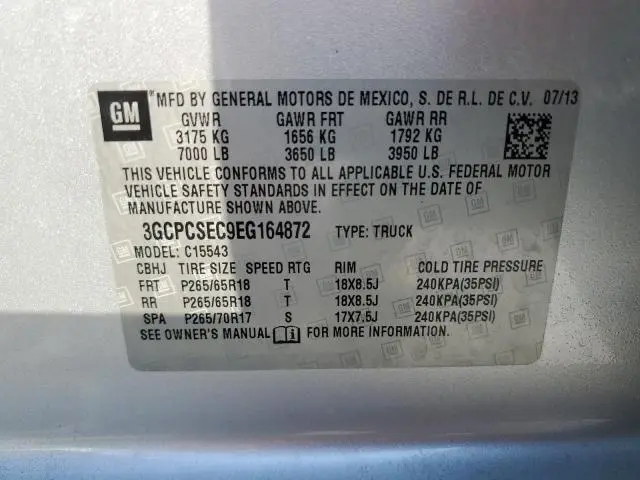 GM MFD BY GENERAL MOTORS DE MEXICO, S. DE R.L. DE C.V. 07/13
GVWR GAWR FRT GAWR RR
3175 KG 1656 KG 1792 KG
7000 LB 3650 LB 3950 LB
THIS VEHICLE CONFORMS TO ALL APPLICABLE U.S. FEDERAL MOTOR
VEHICLE SAFETY STANDARDS IN EFFECT ON THE DATE OF
MANUFACTURE SHOWN ABOVE.
3GCPCSEC9EG164872 TYPE: TRUCK
MODEL: C15543
CBHJ TIRE SIZE SPEED RTG RIM COLD TIRE PRESSURE
FRT P265/65R18 T 18X8.5J 240KPA(35PSI)
RR P265/65R18 T 18X8.5J 240KPA(35PSI)
SPA P265/70R17 S 17X7.5J 240KPA(35PSI)
SEE OWNER'S MANUAL i FOR MORE INFORMATION.